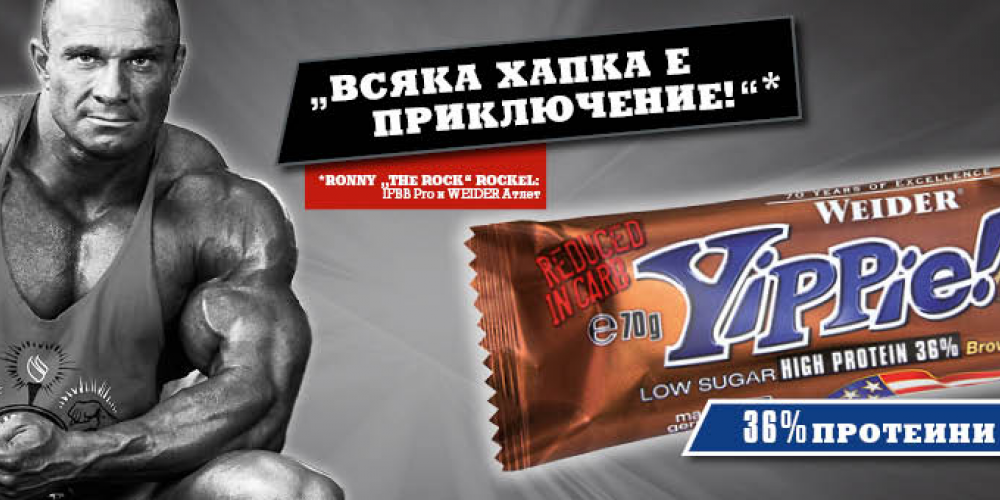 „ВСЯКА ХАПКА Е
ПРИКЛЮЧЕНИЕ!“*
*RONNY „THE ROCK“ ROCKEL:
IFBB Pro и WEIDER Атлет
70 YEARS OF EXCELLENCE
WEIDER®
REDUCED
IN CARB
Yippie!
e 70g
HIGH PROTEIN 36%
LOW SUGAR
36% ПРОТЕИНИ